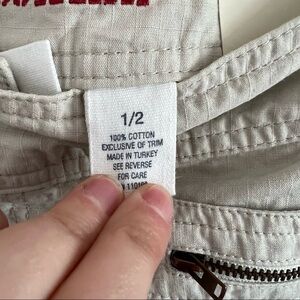 1/2
100% COTTON
EXCLUSIVE OF TRIM
MADE IN TURKEY
SEE REVERSE
FOR CARE